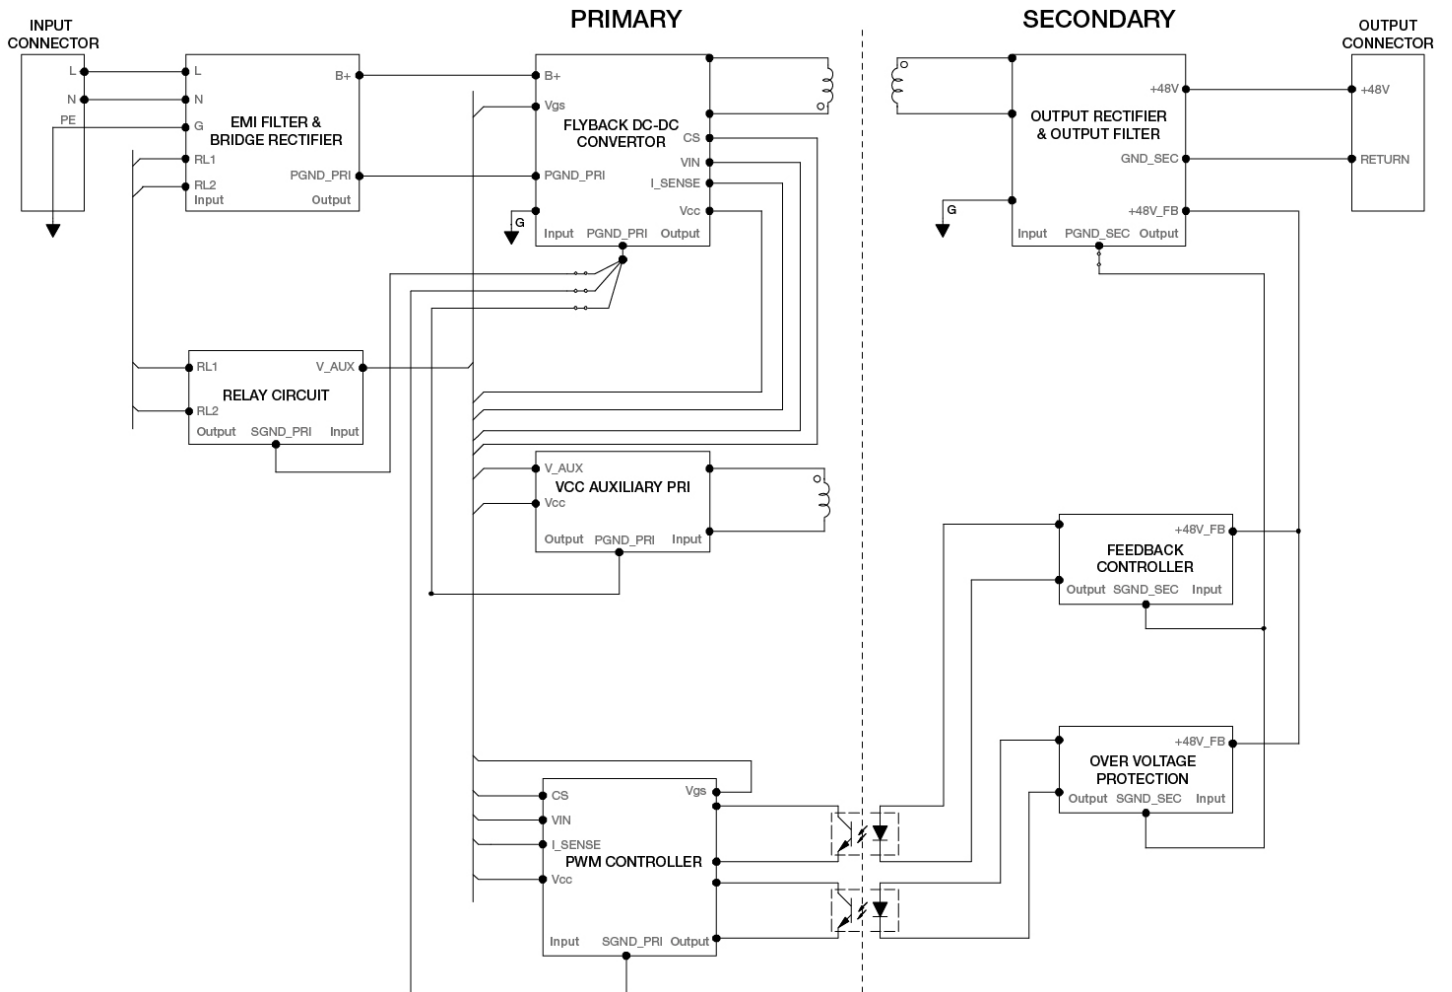 PRIMARY
SECONDARY
INPUT
CONNECTOR
L
N
PE
L
N
G
RL1
RL2
Input
EMI FILTER &
BRIDGE RECTIFIER
B+
PGND_PRI
Output
B+
Vgs
PGND_PRI
G
FLYBACK DC-DC
CONVERTOR
CS
VIN
I_SENSE
Vcc
Input
PGND_PRI
Output
G
OUTPUT RECTIFIER
& OUTPUT FILTER
+48V
GND_SEC
+48V_FB
Input
PGND_SEC
Output
OUTPUT
CONNECTOR
+48V
RETURN
RL1
V_AUX
RELAY CIRCUIT
RL2
Output
SGND_PRI
Input
V_AUX
VCC AUXILIARY PRI
Vcc
Output
PGND_PRI
Input
+48V_FB
FEEDBACK
CONTROLLER
Output
SGND_SEC
Input
+48V_FB
OVER VOLTAGE
PROTECTION
Output
SGND_SEC
Input
CS
Vgs
VIN
I_SENSE
PWM CONTROLLER
Vcc
Input
SGND_PRI
Output